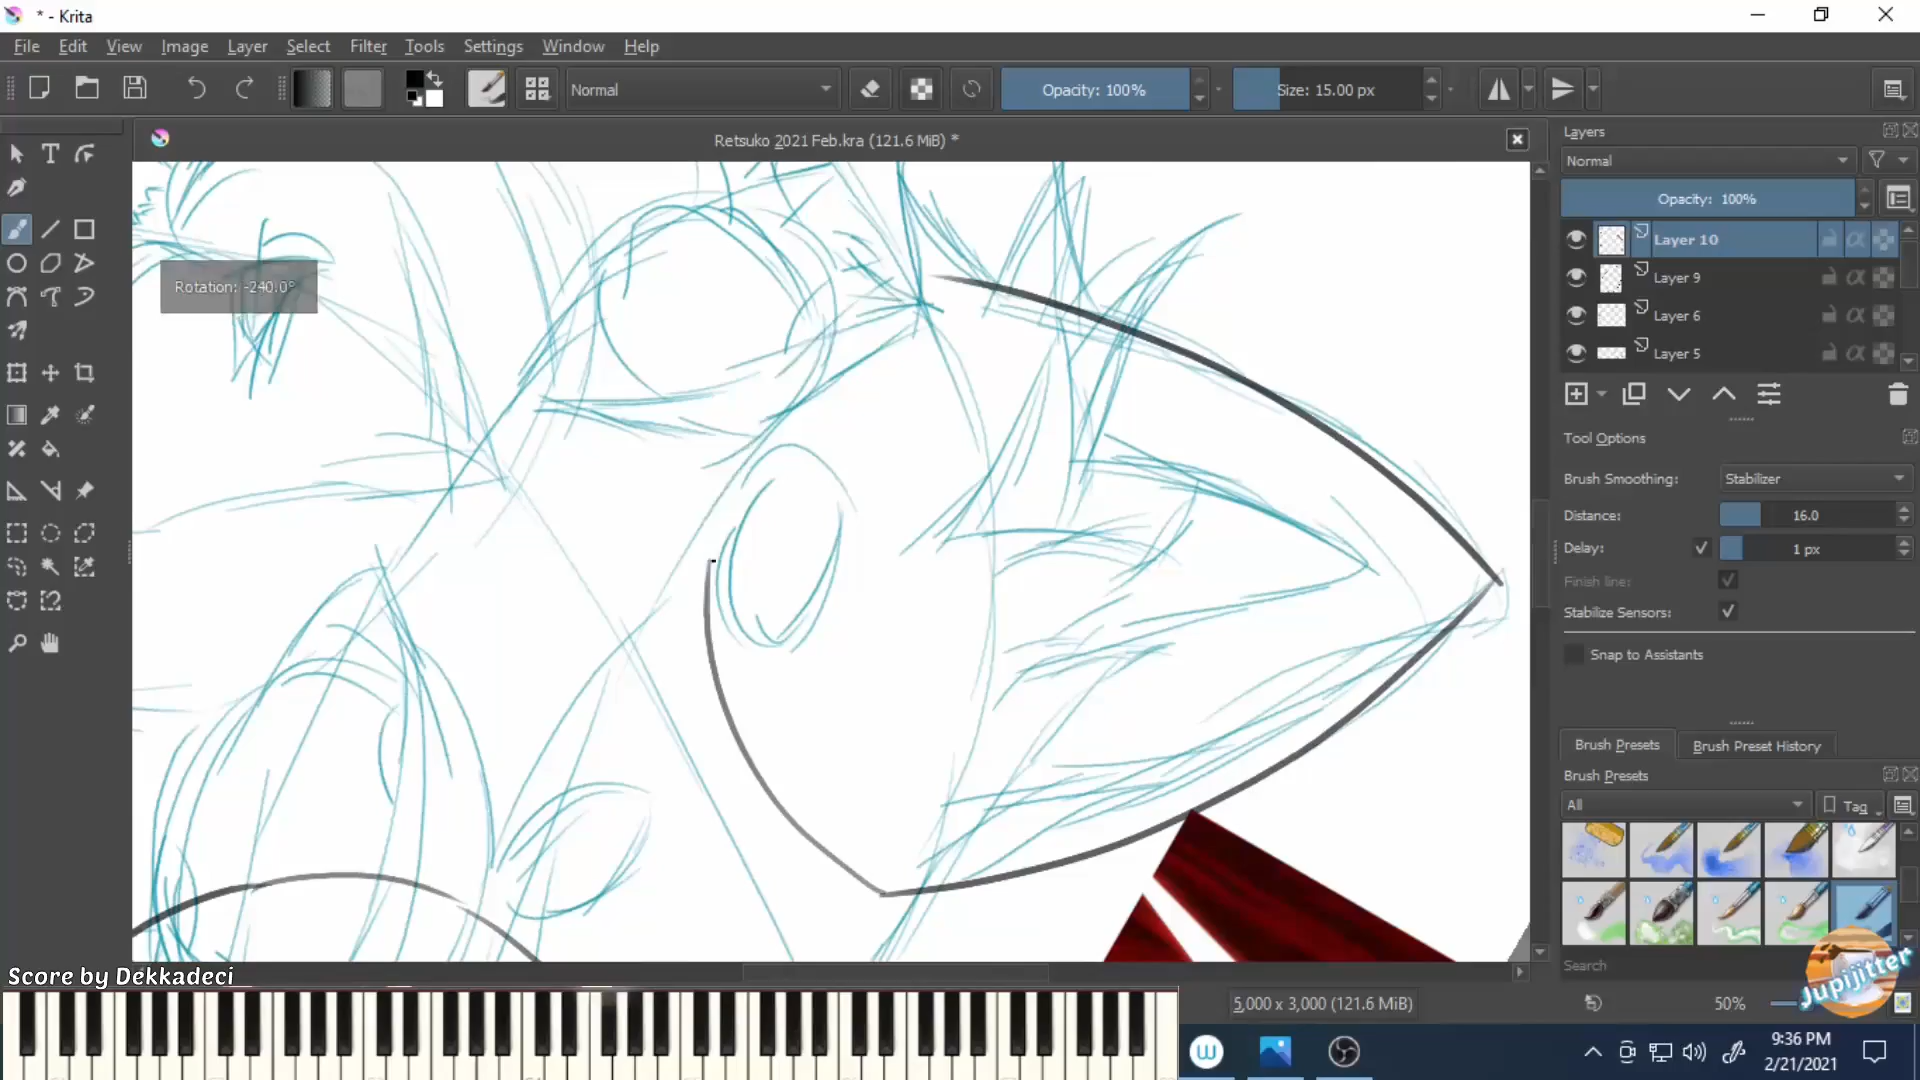 * - Krita
File Edit View Image Layer Select Filter Tools Settings Window Help
Normal
Opacity: 100%
Size: 15.00 px
Retsuko 2021 Feb.kra (121.6 MiB) *
Rotation: -240.0°
Layers
Normal
Opacity: 100%
Layer 10
Layer 9
Layer 6
Layer 5
Tool Options
Brush Smoothing: Stabilizer
Distance: 16.0
Delay: 1 px
Finish line:
Stabilize Sensors:
Snap to Assistants
Brush Presets Brush Preset History
Brush Presets
All Tag
Search
Jupijitter
Score by Dekkadeci
5,000 x 3,000 (121.6 MiB)
50%
9:36 PM
2/21/2021